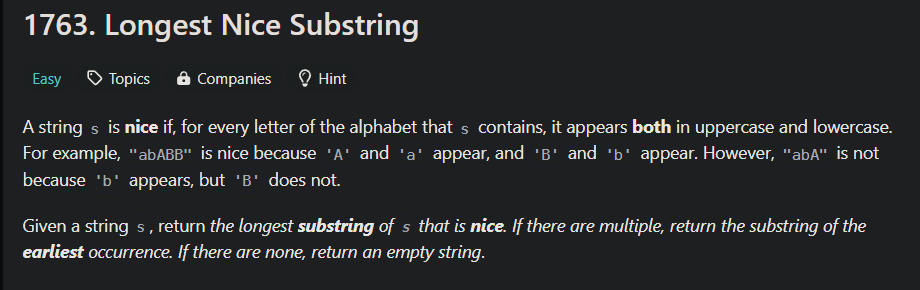 1763. Longest Nice Substring
Easy Topics Companies Hint
A string s is nice if, for every letter of the alphabet that s contains, it appears both in uppercase and lowercase.
For example, "abABB" is nice because 'A' and 'a' appear, and 'B' and 'b' appear. However, "abA" is not
because 'b' appears, but 'B' does not.
Given a string s, return the longest substring of s that is nice. If there are multiple, return the substring of the
earliest occurrence. If there are none, return an empty string.